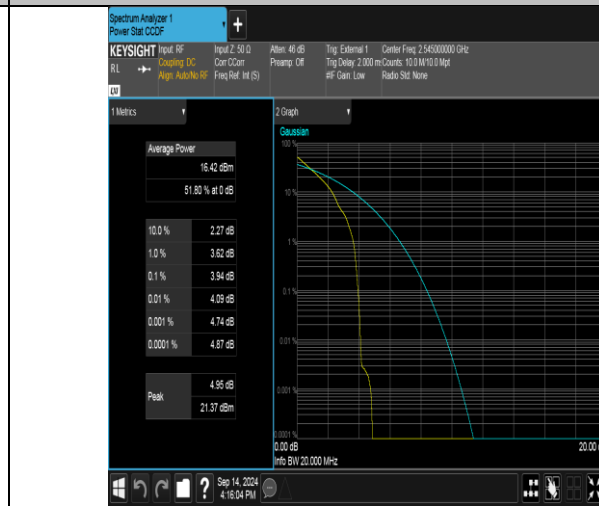 Spectrum Analyzer 1
Power Stat CCDF
+
KEYSIGHT Input: RF Input Z: 50 Ω Atten: 46 dB Trig: External 1 Center Freq: 2.545000000 GHz
RL Coupling: DC Corr CCorr Preamp: Off Trig Delay: 2.000 m Counts: 10.0 M/10.0 Mpt
Align: Auto/No RF Freq Ref: Int (S) #IF Gain: Low Radio Std: None
LXI
1 Metrics
2 Graph
Average Power
16.42 dBm
51.80 % at 0 dB
10.0 % 2.27 dB
1.0 % 3.62 dB
0.1 % 3.94 dB
0.01 % 4.09 dB
0.001 % 4.74 dB
0.0001 % 4.87 dB
Peak
4.95 dB
21.37 dBm
Gaussian
100 %
10 %
1 %
0.1 %
0.01 %
0.001 %
0.0001 %
0.00 dB 20.00
Info BW 20.000 MHz
?
Sep 14, 2024
4:16:04 PM